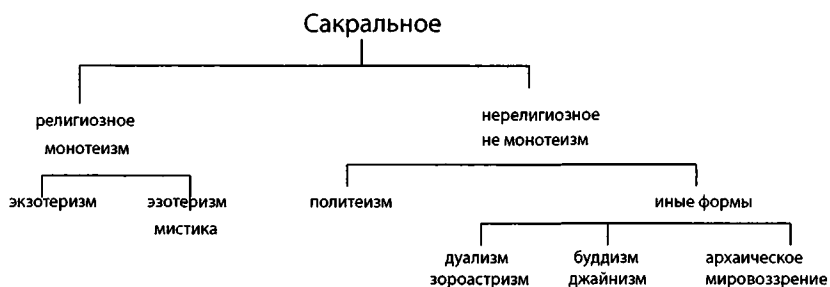 Сакральное
религиозное
монотеизм
нерелигиозное
не монотеизм
экзотеризм
эзотеризм
мистика
политеизм
иные формы
дуализм
зороастризм
буддизм
джайнизм
архаическое
мировоззрение